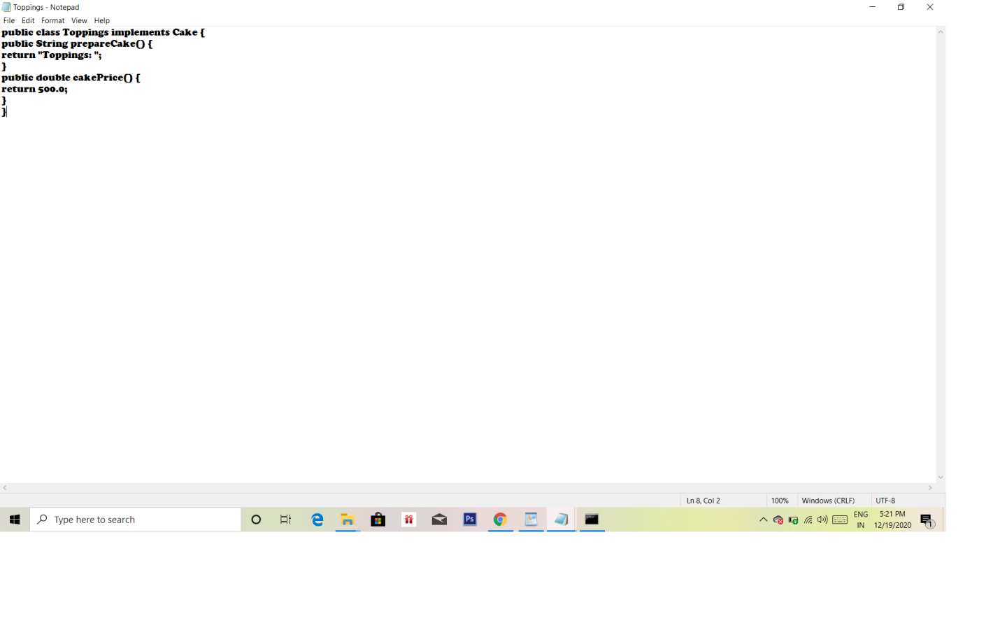 Toppings - Notepad
File Edit Format View Help
public class Toppings implements Cake {
public String prepareCake() {
return "Toppings: ";
}
public double cakePrice() {
return 500.0;
}
}
Ln 8, Col 2 100% Windows (CRLF) UTF-8
Type here to search
Ps
ENG
IN
5:21 PM
12/19/2020
1